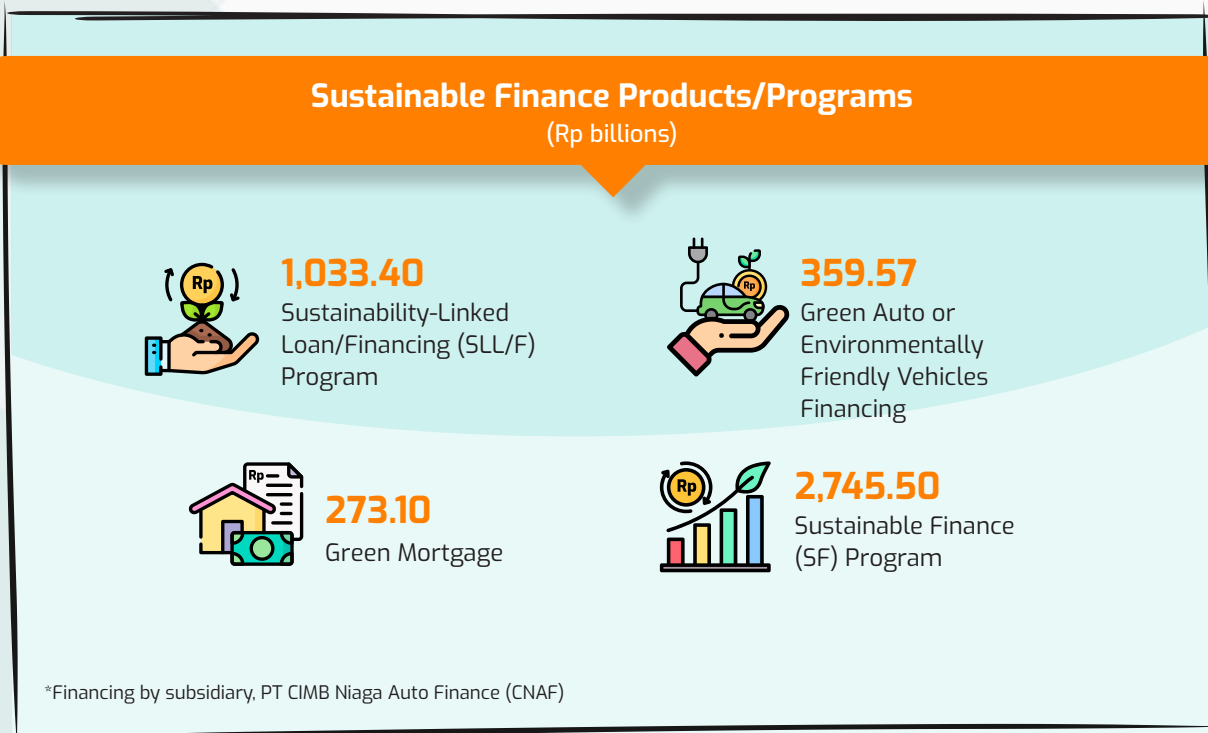 Sustainable Finance Products/Programs
(Rp billions)
Rp
1,033.40
Sustainability-Linked
Loan/Financing (SLL/F)
Program
Rp
359.57
Green Auto or
Environmentally
Friendly Vehicles
Financing
Rp
273.10
Green Mortgage
Rp
2,745.50
Sustainable Finance
(SF) Program
*Financing by subsidiary, PT CIMB Niaga Auto Finance (CNAF)